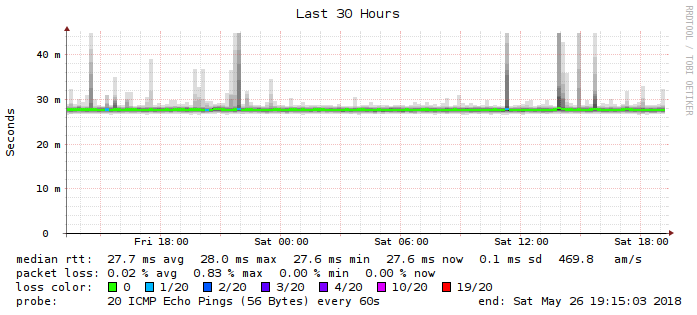 Last 30 Hours
RRDTOOL / TOBI OETIKER
Seconds
40 m
30 m
20 m
10 m
0
Fri 18:00 Sat 00:00 Sat 06:00 Sat 12:00 Sat 18:00
median rtt: 27.7 ms avg 28.0 ms max 27.6 ms min 27.6 ms now 0.1 ms sd 469.8 am/s
packet loss: 0.02 % avg 0.83 % max 0.00 % min 0.00 % now
loss color: 0 1/20 2/20 3/20 4/20 10/20 19/20
probe: 20 ICMP Echo Pings (56 Bytes) every 60s end: Sat May 26 19:15:03 2018